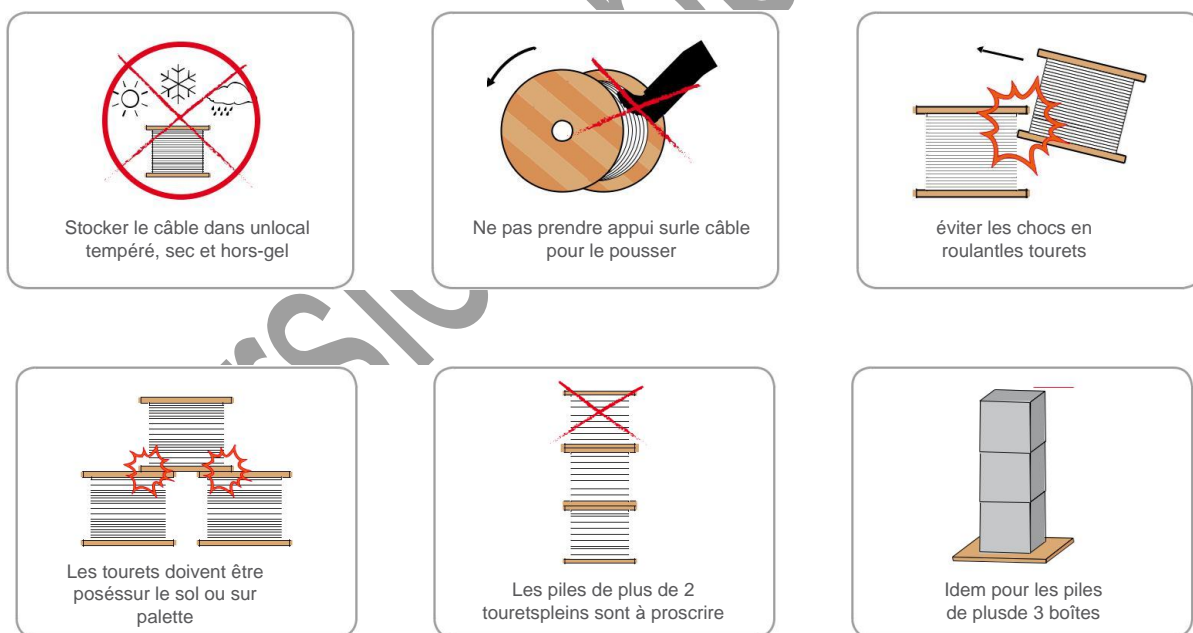 Stocker le câble dans unlocal
tempéré, sec et hors-gel
Ne pas prendre appui surle câble
pour le pousser
éviter les chocs en
roulantles tourets
Les tourets doivent être
poséssur le sol ou sur
palette
Les piles de plus de 2
touretspleins sont à proscrire
Idem pour les piles
de plusde 3 boîtes